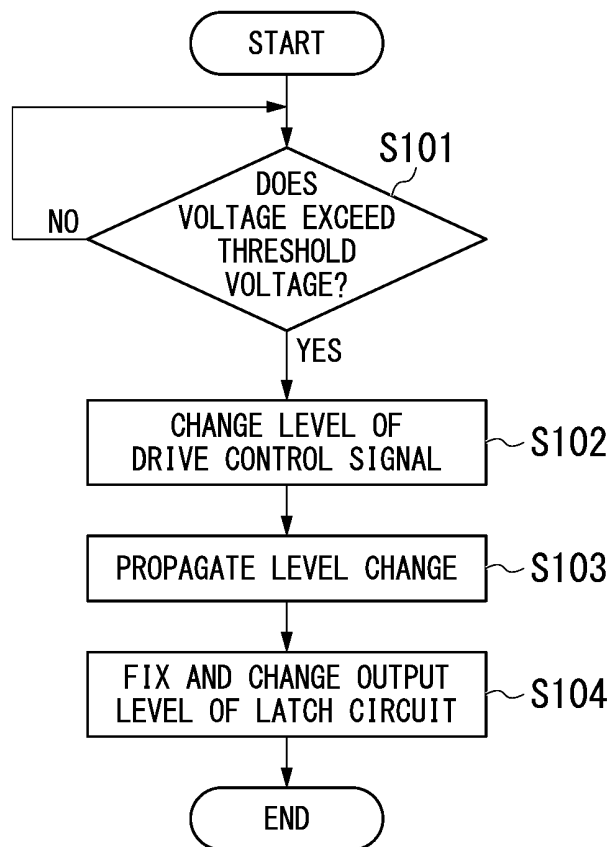 START
S101
DOES
VOLTAGE EXCEED
THRESHOLD
VOLTAGE?
NO
YES
CHANGE LEVEL OF
DRIVE CONTROL SIGNAL
S102
PROPAGATE LEVEL CHANGE
S103
FIX AND CHANGE OUTPUT
LEVEL OF LATCH CIRCUIT
S104
END